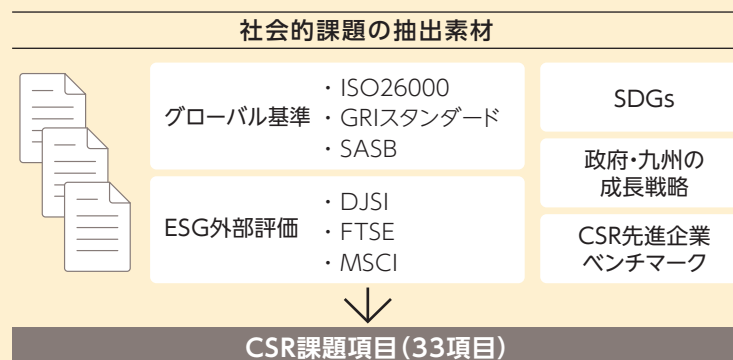 社会的課題の抽出素材
グローバル基準
・ISO26000
・GRIスタンダード
・SASB
ESG外部評価
・DJSI
・FTSE
・MSCI
SDGs
政府・九州の
成長戦略
CSR先進企業
ベンチマーク
CSR課題項目(33項目)